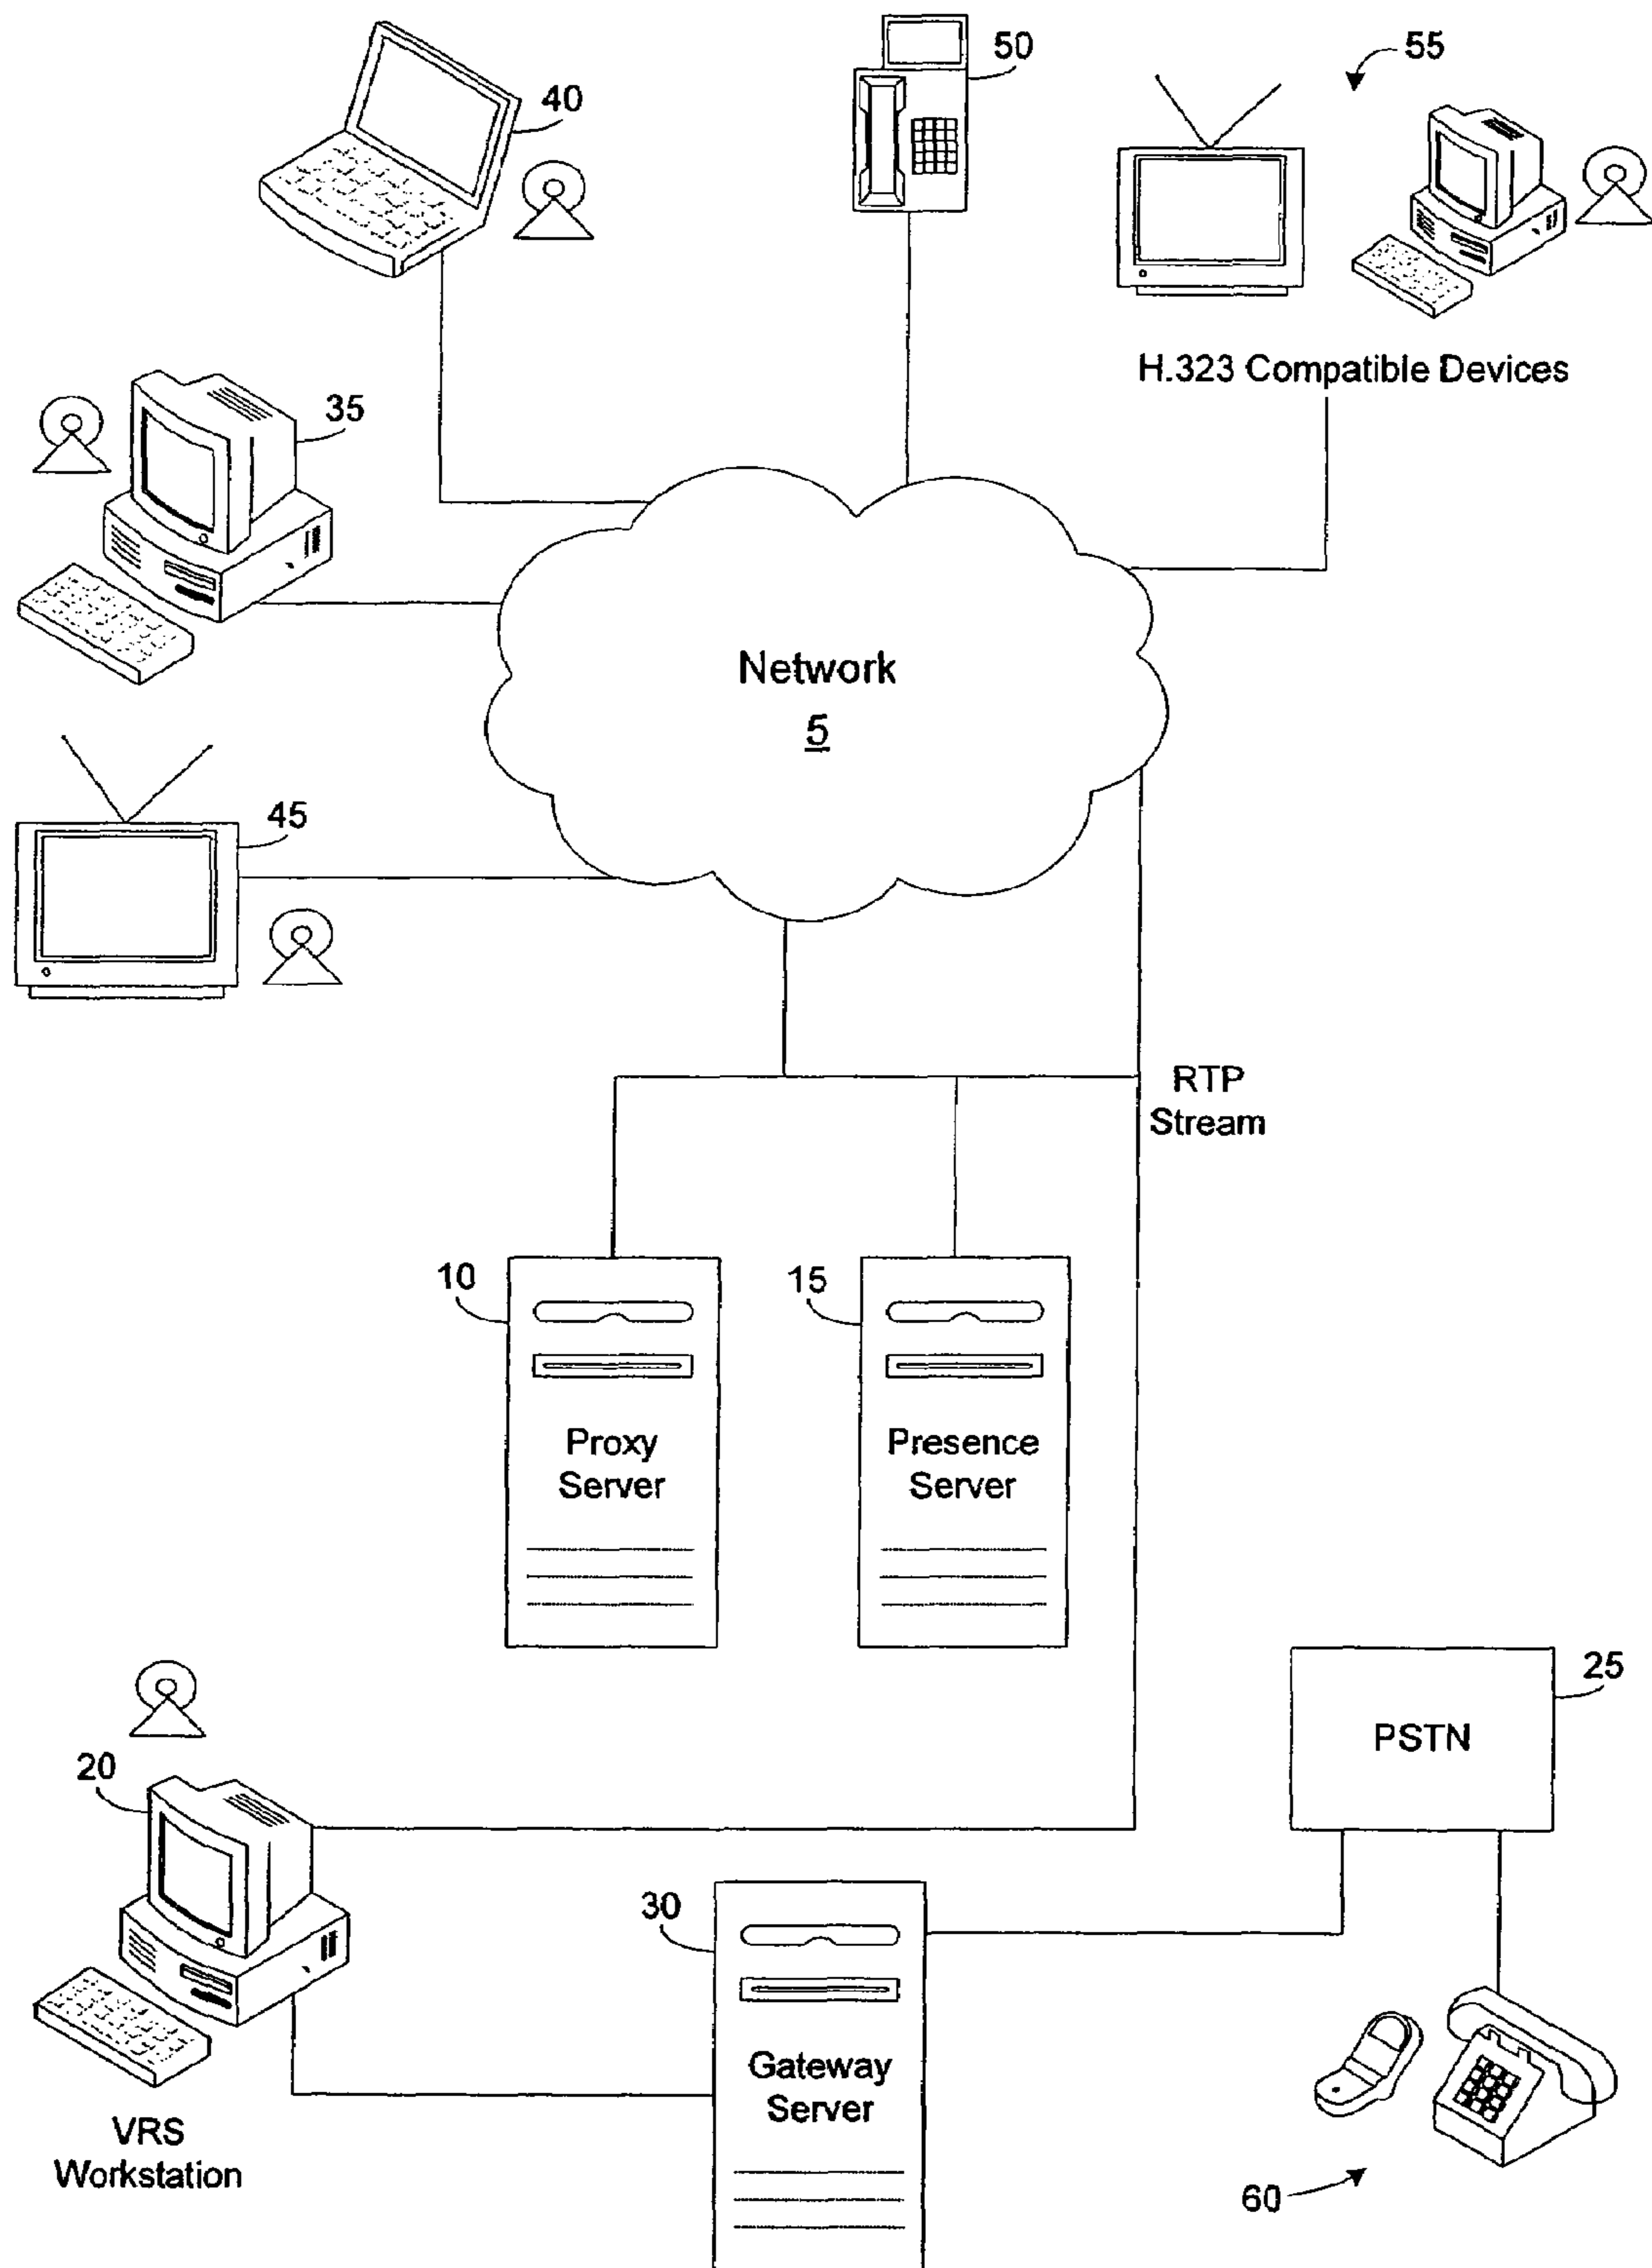 50
55
40
H.323 Compatible Devices
35
Network
5
45
RTP
Stream
10
15
Proxy
Server
Presence
Server
25
PSTN
20
30
Gateway
Server
VRS
Workstation
60